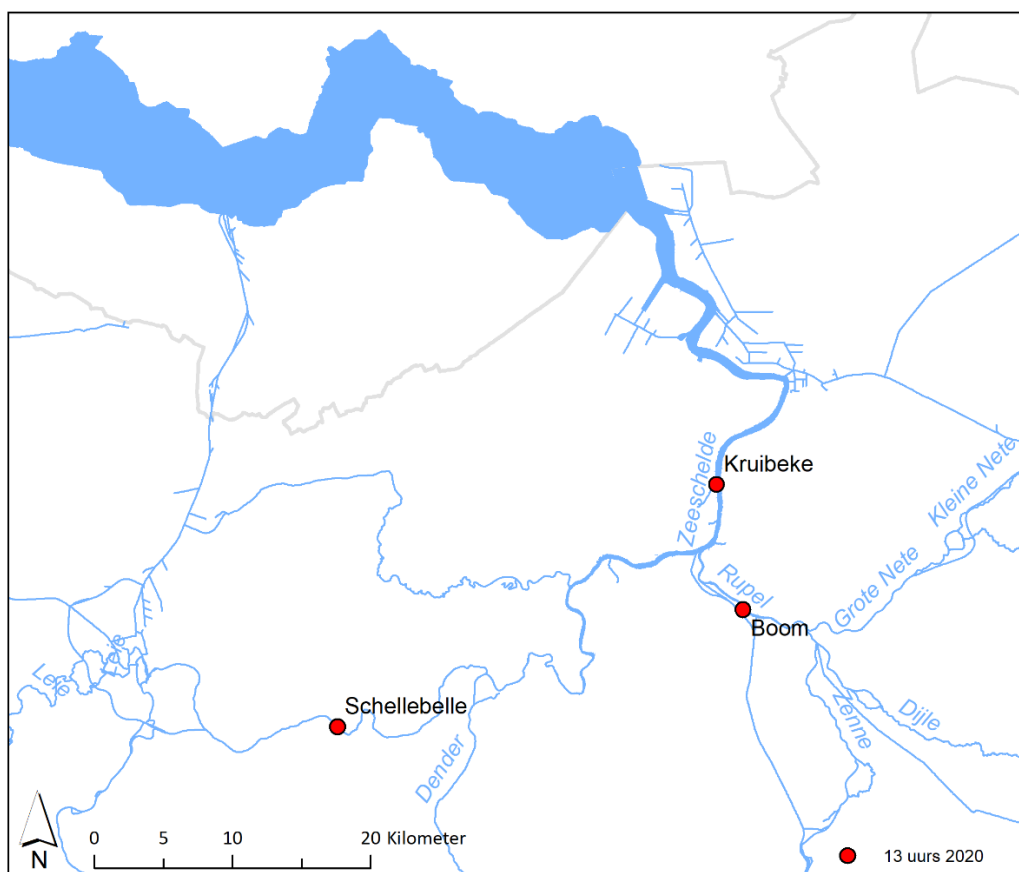 Kruibeke
Zeeschelde
Kleine Nete
Grote Nete
Rupel
Boom
Leie
Leie
Schellebelle
Dender
Zenne
Dijle
0 5 10 20 Kilometer
N
13 uurs 2020